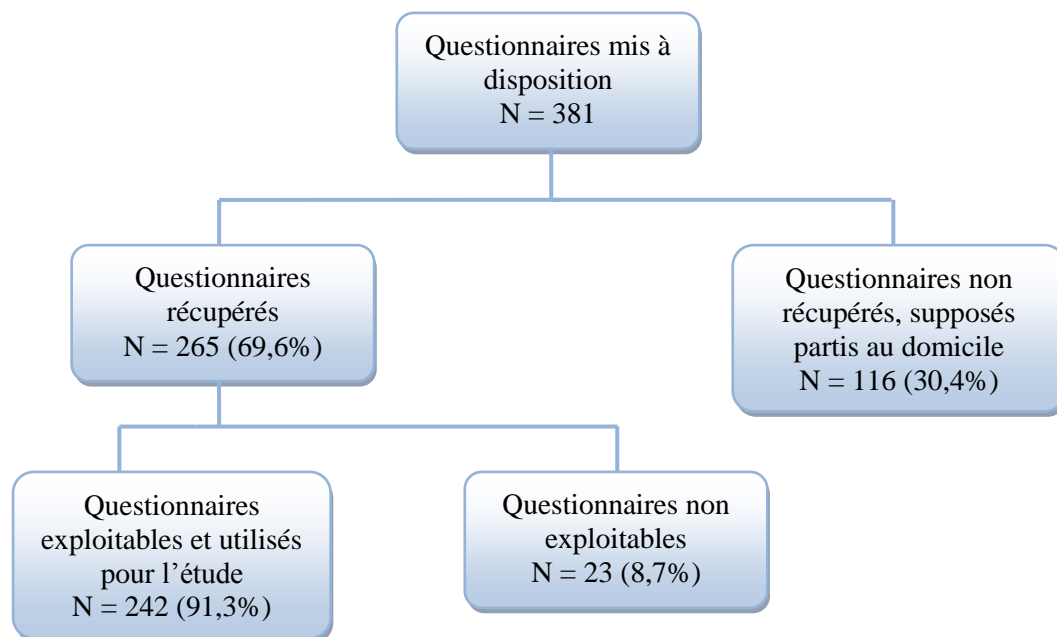 Questionnaires mis à
disposition
N = 381
Questionnaires
récupérés
N = 265 (69,6%)
Questionnaires non
récupérés, supposés
partis au domicile
N = 116 (30,4%)
Questionnaires
exploitables et utilisés
pour l’étude
N = 242 (91,3%)
Questionnaires non
exploitables
N = 23 (8,7%)